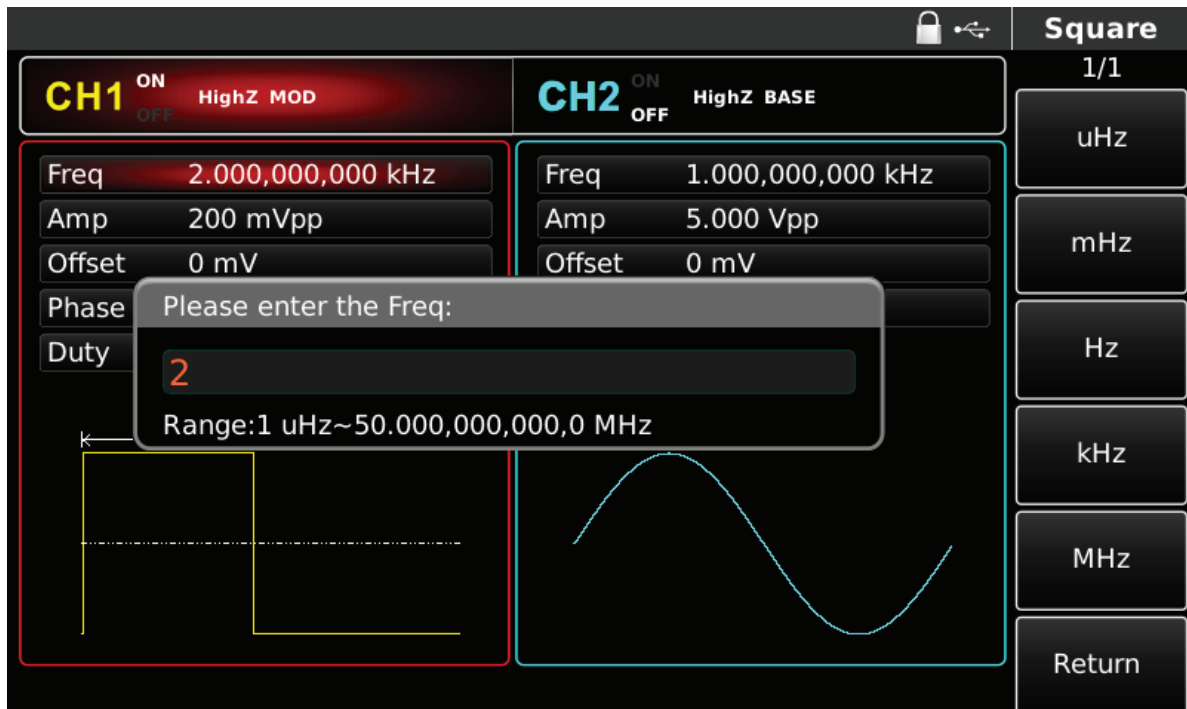 Square
1/1
CH1 ON OFF HighZ MOD
CH2 ON OFF HighZ BASE
Freq 2.000,000,000 kHz
Amp 200 mVpp
Offset 0 mV
Phase
Duty
Freq 1.000,000,000 kHz
Amp 5.000 Vpp
Offset 0 mV
Please enter the Freq:
2
Range:1 uHz~50.000,000,000,0 MHz
uHz
mHz
Hz
kHz
MHz
Return